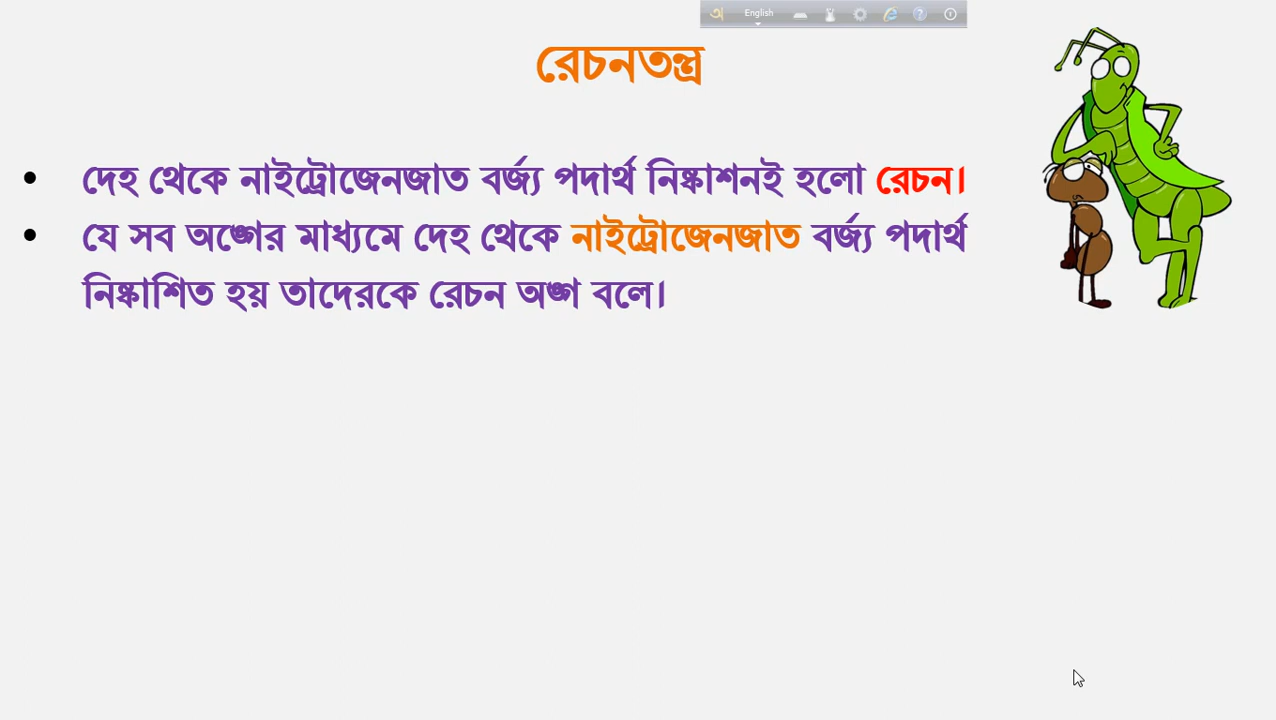 English
রেচনতন্ত্র
• দেহ থেকে নাইট্রোজেনজাত বর্জ্য পদার্থ নিষ্কাশনই হলো রেচন।
• যে সব অঙ্গের মাধ্যমে দেহ থেকে নাইট্রোজেনজাত বর্জ্য পদার্থ
নিষ্কাশিত হয় তাদেরকে রেচন অঙ্গ বলে।